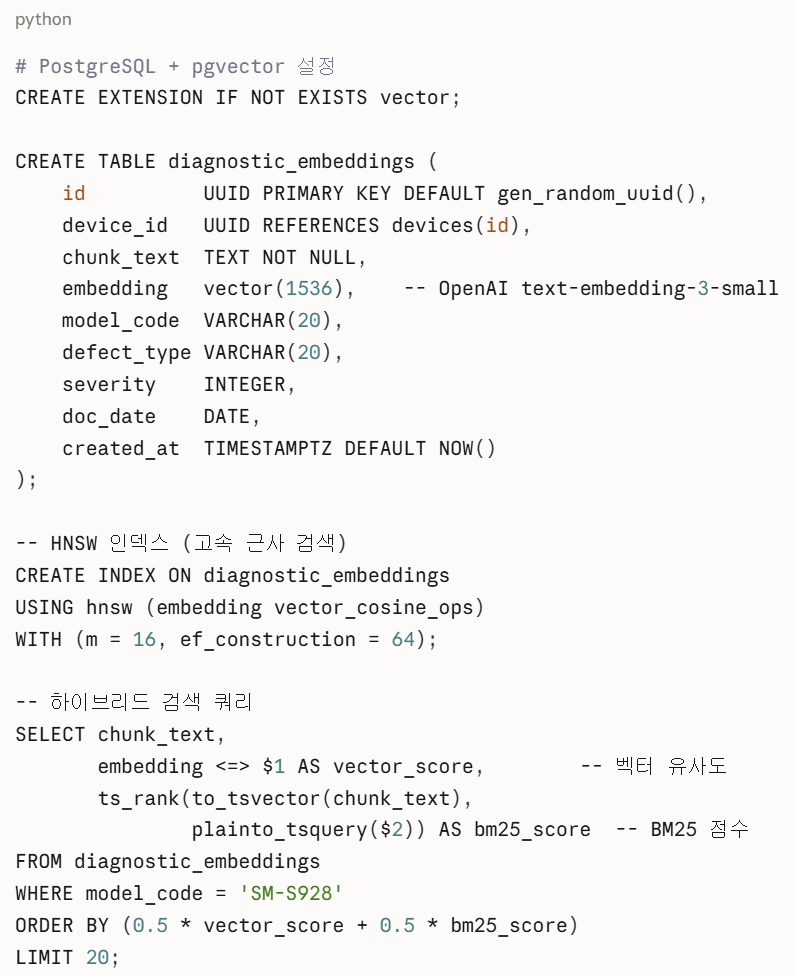 python
# PostgreSQL + pgvector 설정
CREATE EXTENSION IF NOT EXISTS vector;
CREATE TABLE diagnostic_embeddings (
    id          UUID PRIMARY KEY DEFAULT gen_random_uuid(),
    device_id   UUID REFERENCES devices(id),
    chunk_text  TEXT NOT NULL,
    embedding   vector(1536),    -- OpenAI text-embedding-3-small
    model_code  VARCHAR(20),
    defect_type VARCHAR(20),
    severity    INTEGER,
    doc_date    DATE,
    created_at  TIMESTAMPTZ DEFAULT NOW()
);
-- HNSW 인덱스 (고속 근사 검색)
CREATE INDEX ON diagnostic_embeddings
USING hnsw (embedding vector_cosine_ops)
WITH (m = 16, ef_construction = 64);
-- 하이브리드 검색 쿼리
SELECT chunk_text,
       embedding <=> $1 AS vector_score,        -- 벡터 유사도
       ts_rank(to_tsvector(chunk_text),
               plainto_tsquery($2)) AS bm25_score  -- BM25 점수
FROM diagnostic_embeddings
WHERE model_code = 'SM-S928'
ORDER BY (0.5 * vector_score + 0.5 * bm25_score)
LIMIT 20;